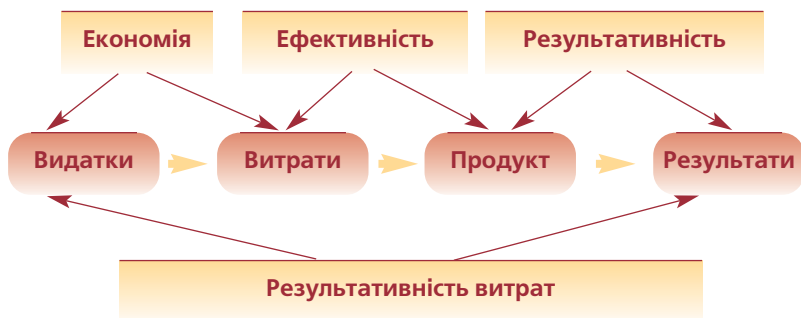 Економія
Ефективність
Результативність
Видатки
Витрати
Продукт
Результати
Результативність витрат